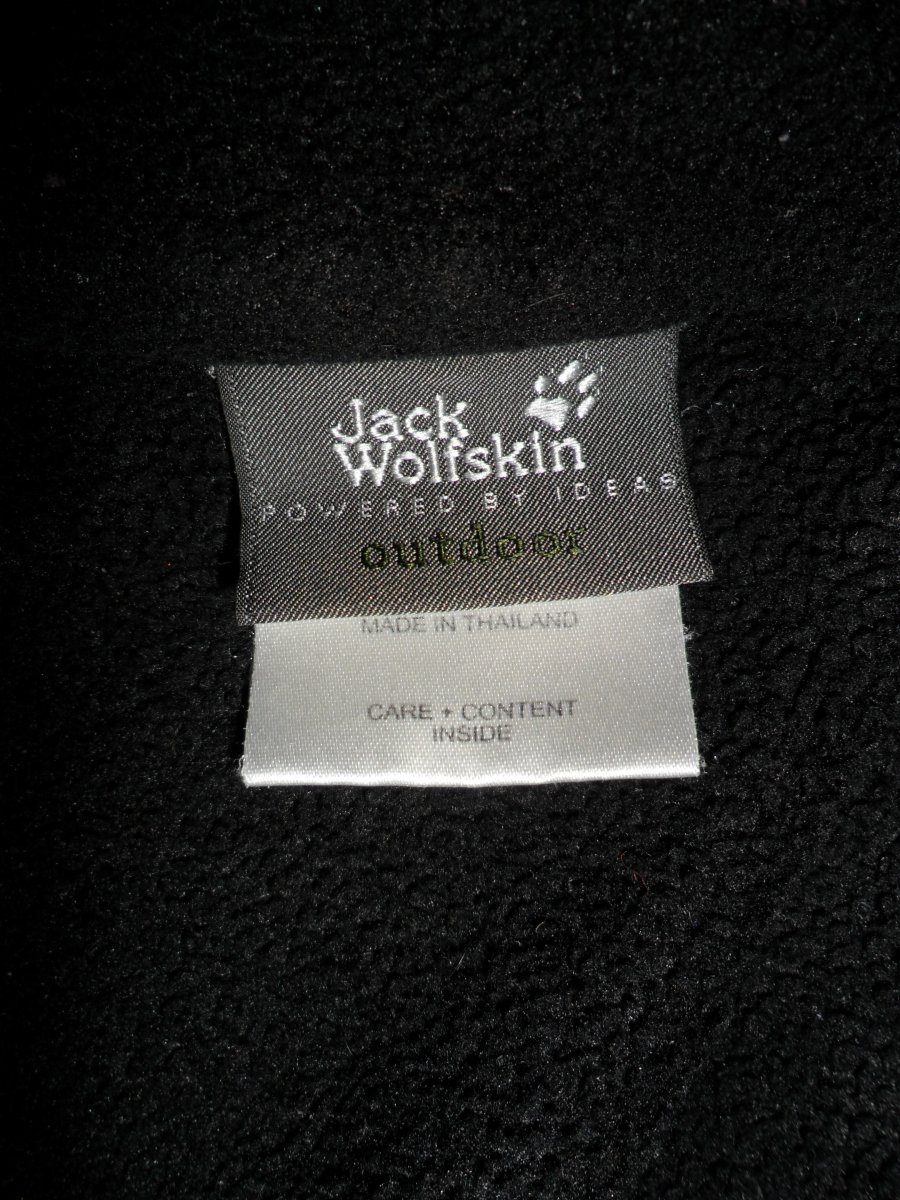 Jack
Wolfskin
POWERED BY IDEAS
outdoor
MADE IN THAILAND
CARE + CONTENT
INSIDE